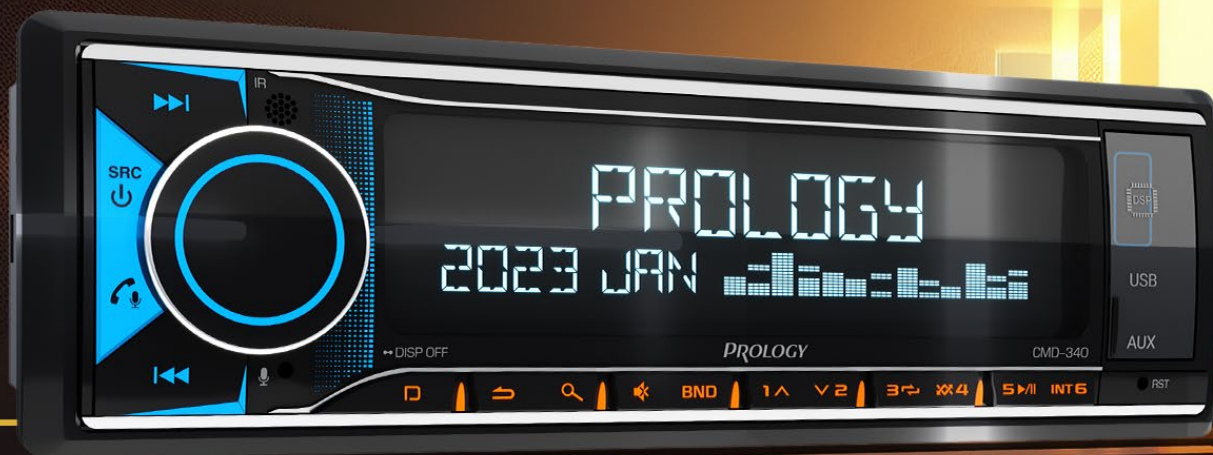 IR
SRC
PROLOGY
2023 JAN
DSP
USB
AUX
DISP OFF
PROLOGY
CMD-340
BND
1
2
3
4
5
INT6
RST